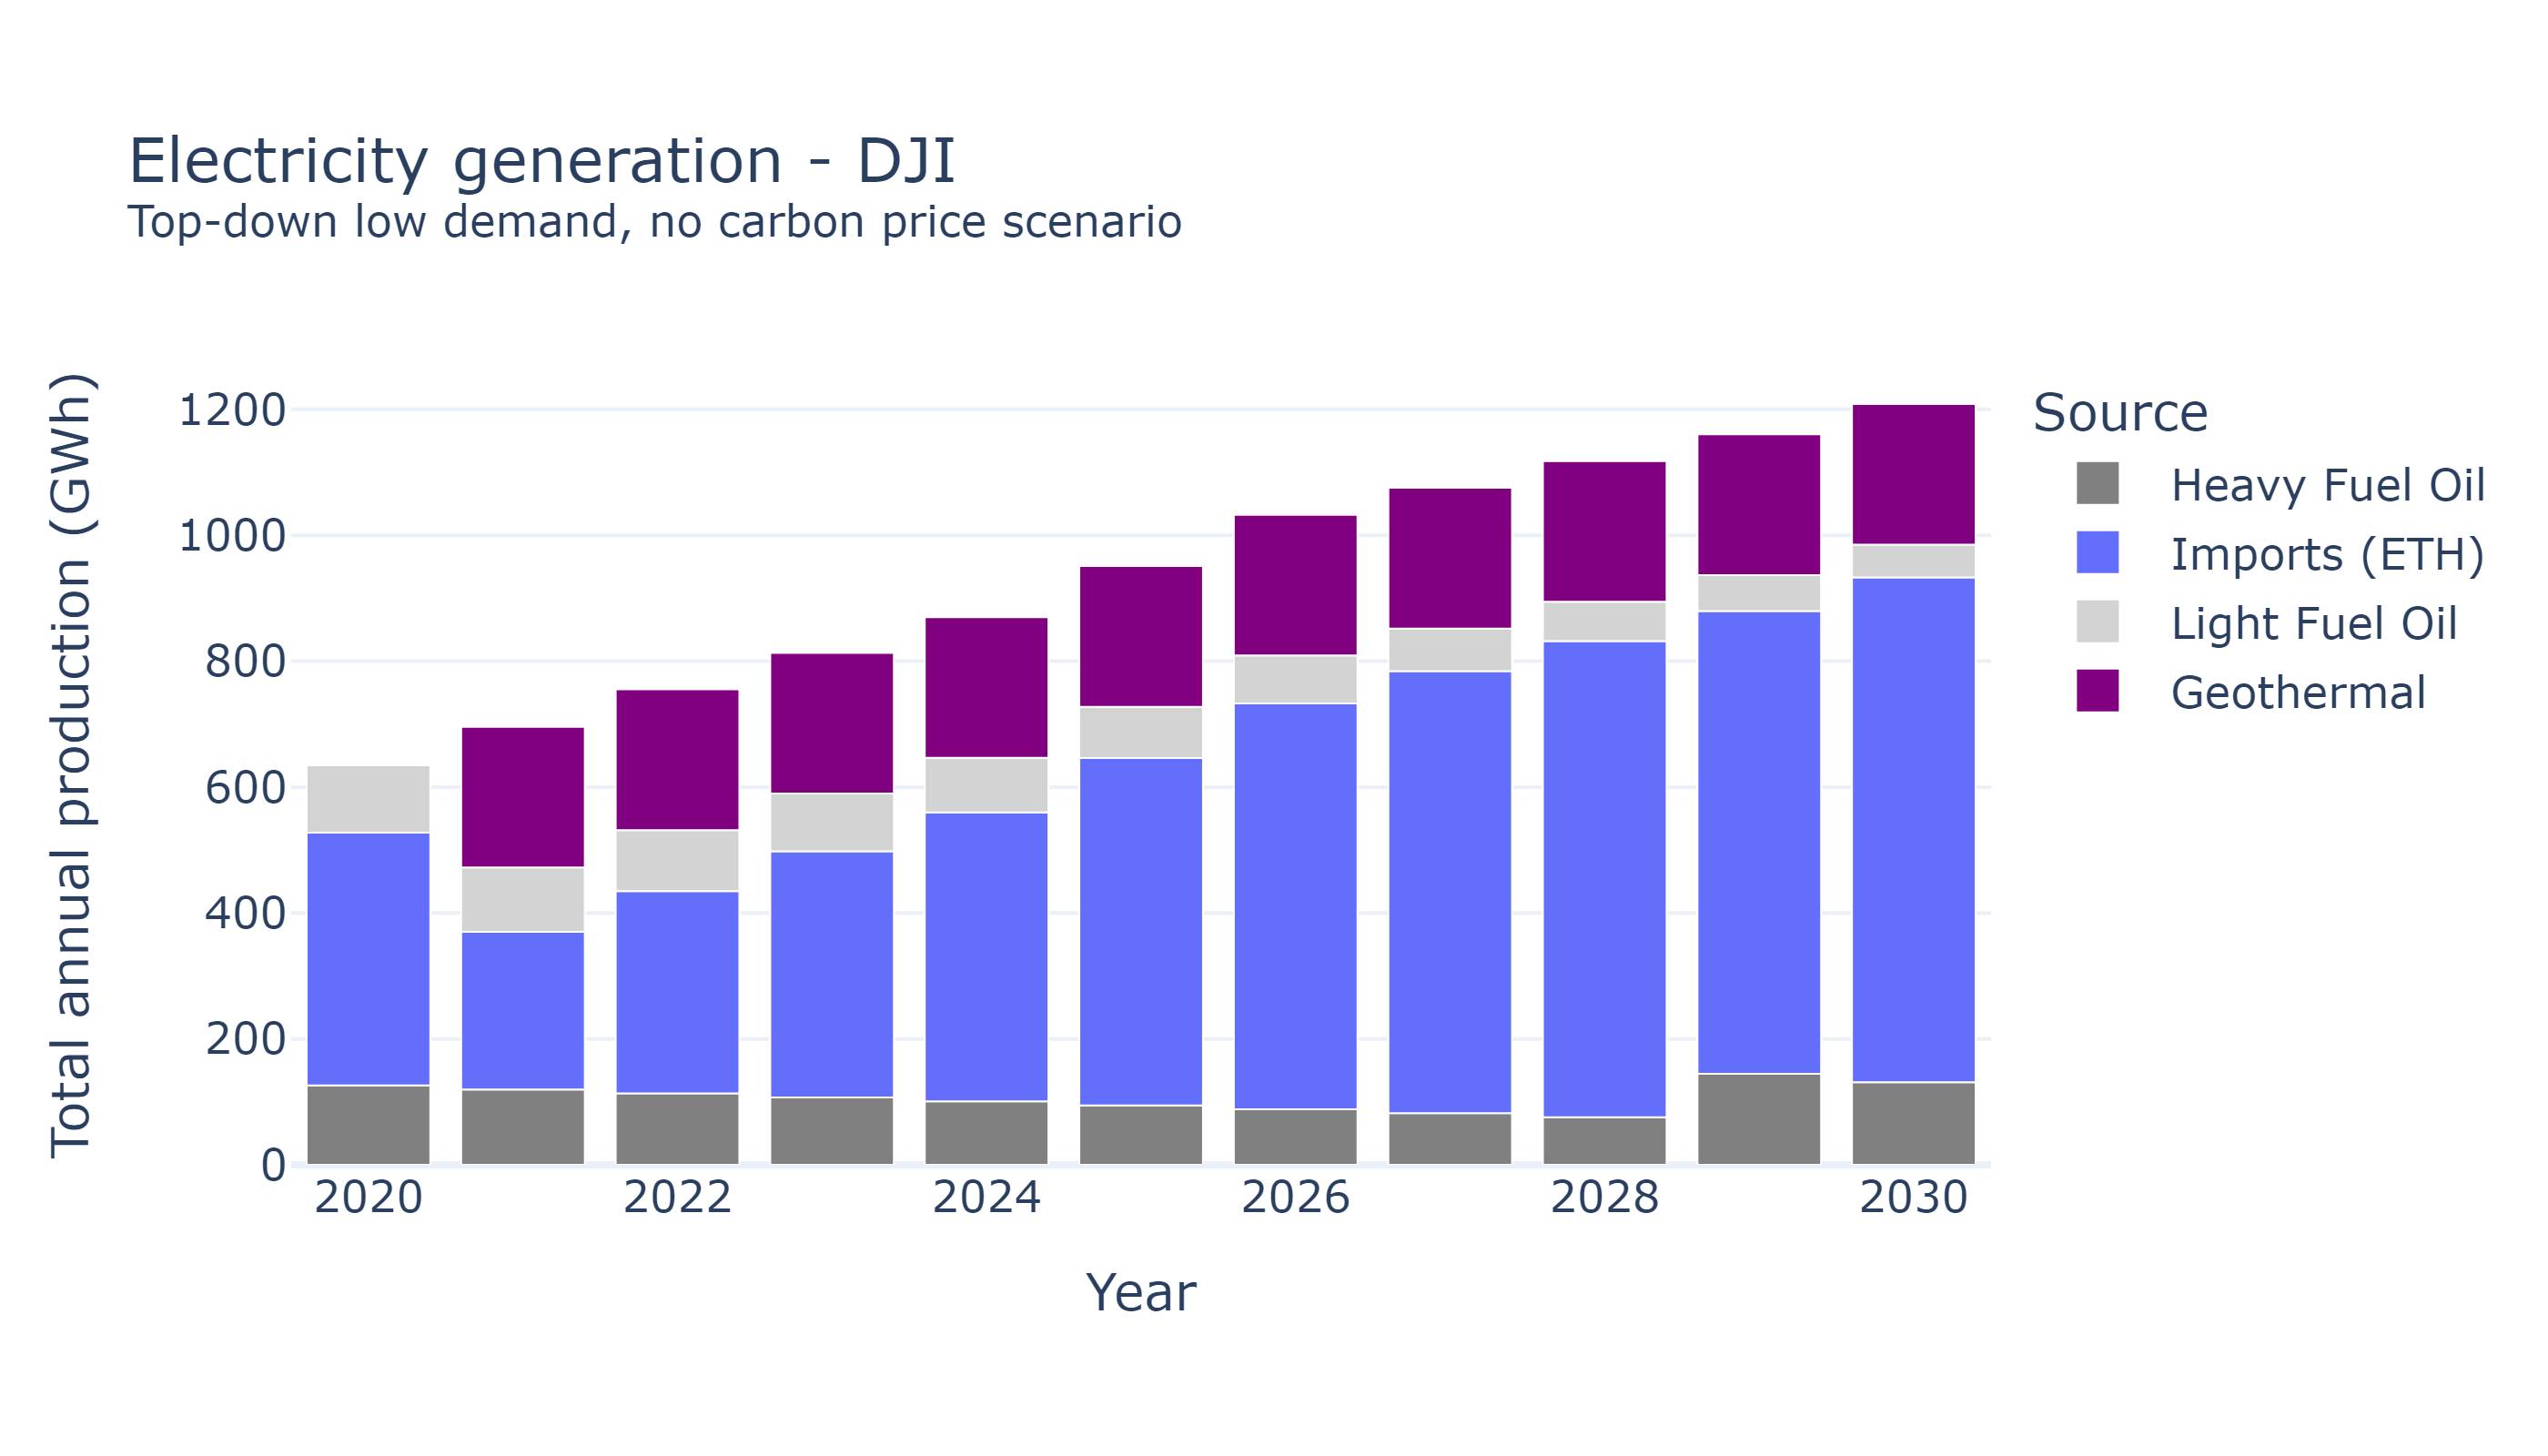 Electricity generation - DJI
Top-down low demand, no carbon price scenario
Total annual production (GWh)
1200
1000
800
600
400
200
0
2020 2022 2024 2026 2028 2030
Year
Source
Heavy Fuel Oil
Imports (ETH)
Light Fuel Oil
Geothermal